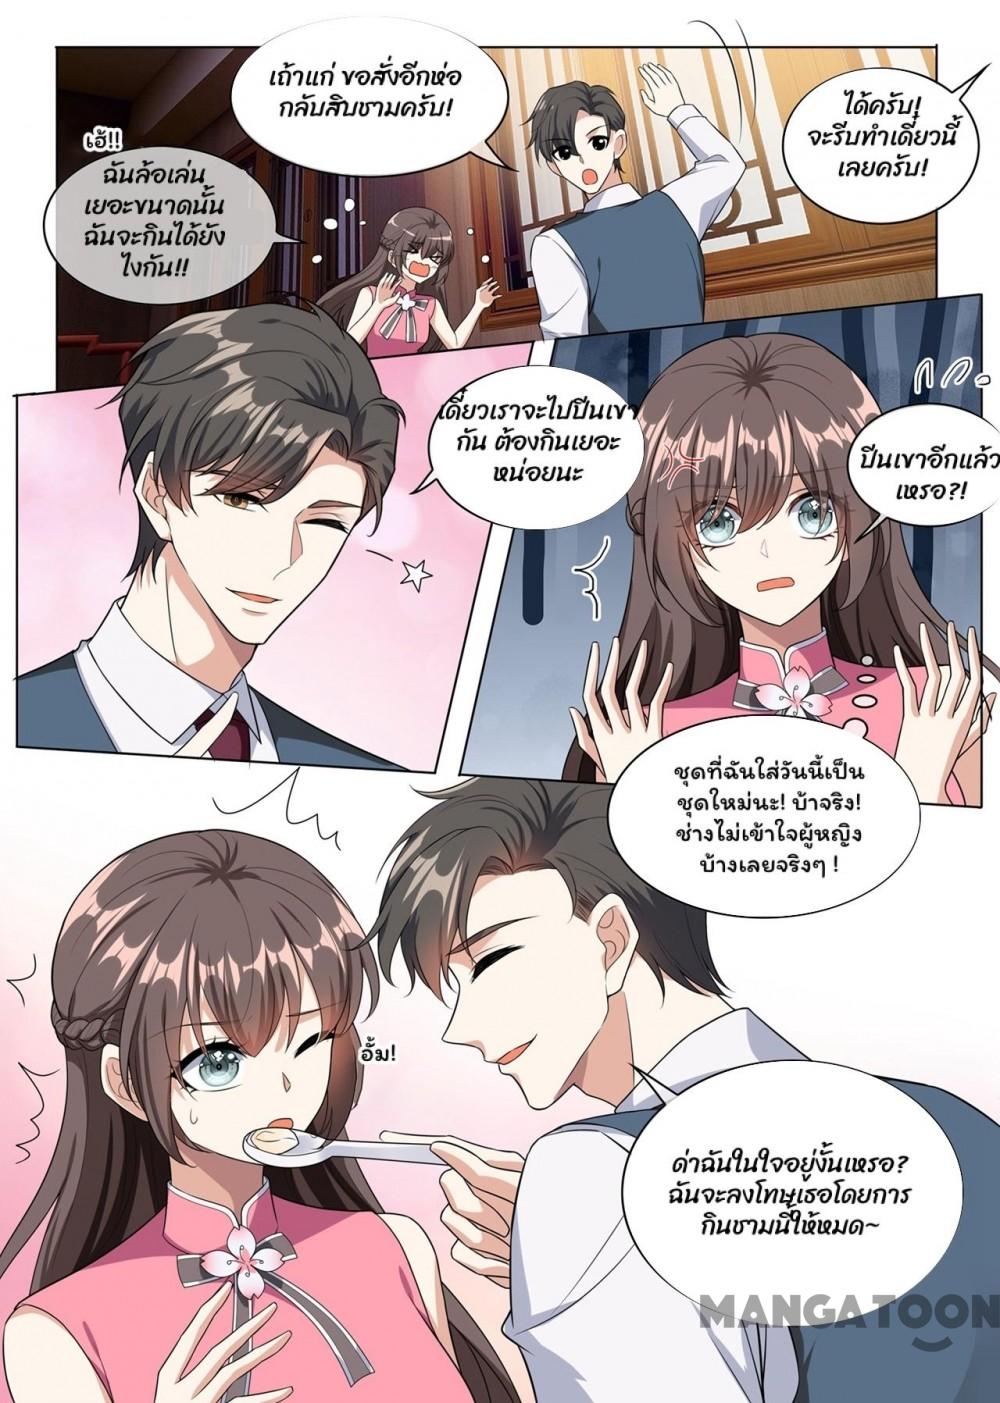 เถ้าแก่ ขอสั่งอีกห่อ
กลับสิบชามครับ!
ได้ครับ!
จะรีบทำเดี๋ยวนี้
เลยครับ!
เฮ้!!
ฉันล้อเล่น
เยอะขนาดนั้น
ฉันจะกินได้ยัง
ไงกัน!!
เดี๋ยวเราจะไปปีนเขา
กัน ต้องกินเยอะ
หน่อยนะ
ปีนเขาอีกแล้ว
เหรอ?!
ชุดที่ฉันใส่วันนี้เป็น
ชุดใหม่นะ! บ้าจริง!
ช่างไม่เข้าใจผู้หญิง
บ้างเลยจริงๆ !
อั้ม!
ด่าฉันในใจอยู่งั้นเหรอ?
ฉันจะลงโทษเธอโดยการ
กินชามนี้ให้หมด~
MANGATOON